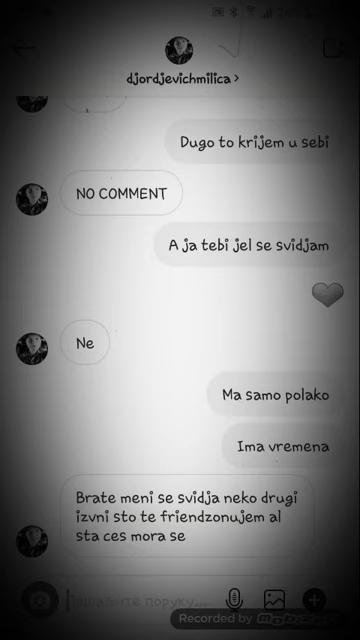 djordjevichmilica >
Dugo to krijem u sebi
NO COMMENT
A ja tebi jel se svidjam
Ne
Ma samo polako
Ima vremena
Brate meni se svidja neko drugi
izvni sto te friendzonujem al
sta ces mora se
поруку...
Recorded by